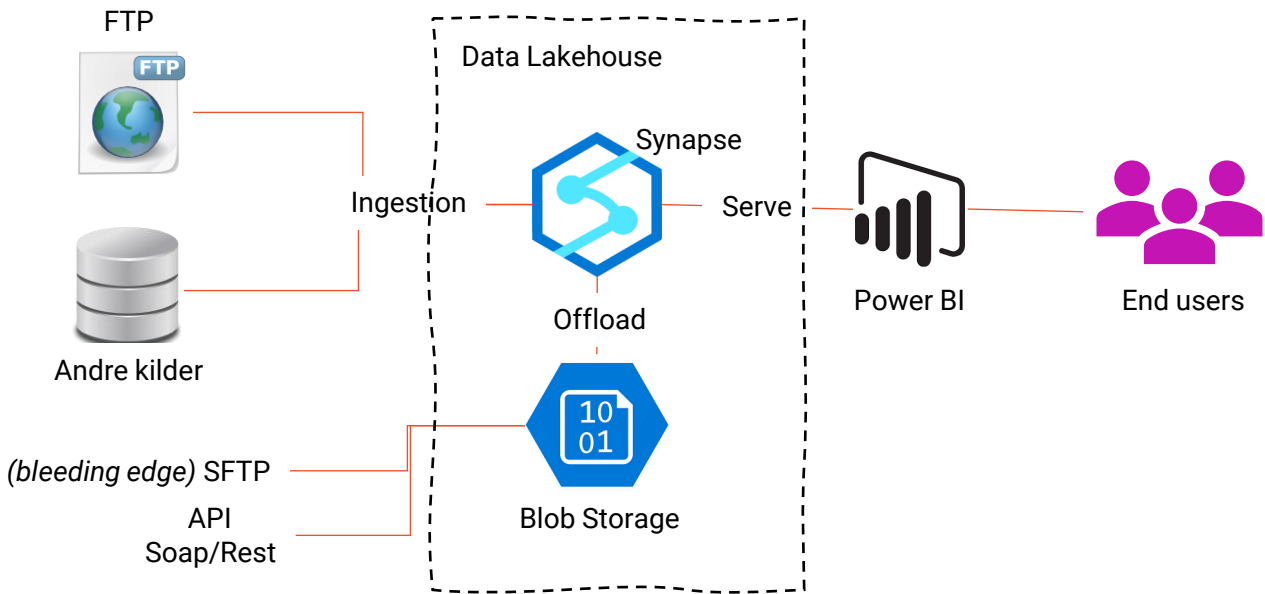 FTP
FTP
Data Lakehouse
Synapse
Ingestion
Serve
Power BI
End users
Offload
Andre kilder
10
01
(bleeding edge) SFTP
API
Soap/Rest
Blob Storage